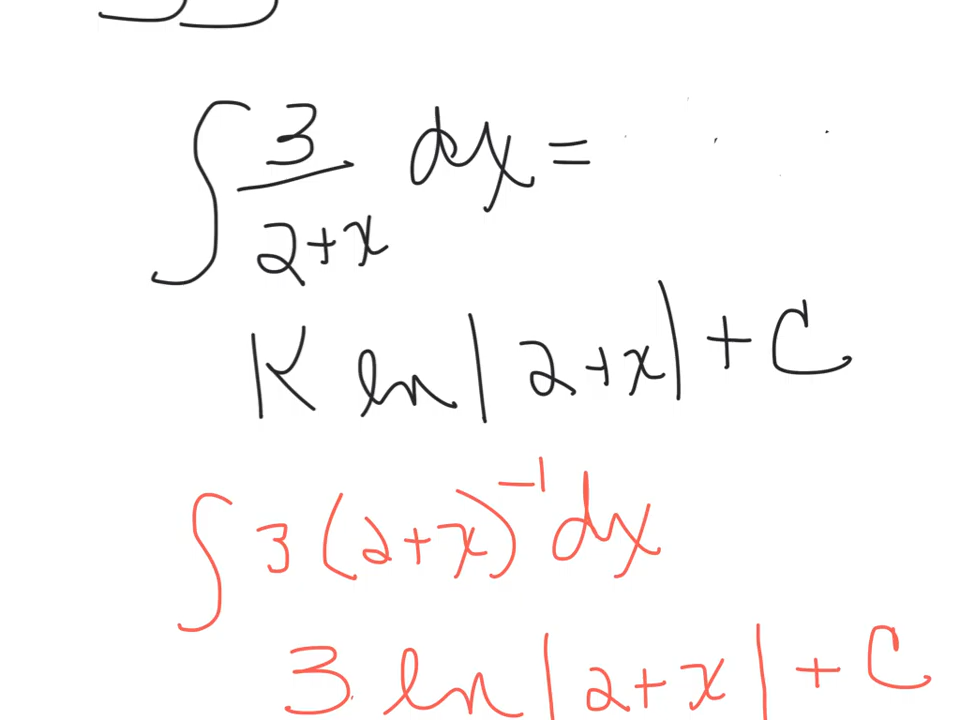 ∫ 3/(2+x) dx =
K ln|2+x| + C
∫ 3(2+x)⁻¹ dx
3 ln|2+x| + C